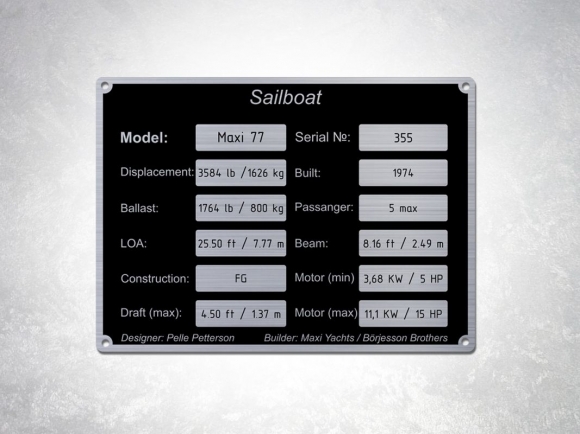 Sailboat
Model: Maxi 77 Serial №: 355
Displacement: 3584 lb /1626 kg Built: 1974
Ballast: 1764 lb / 800 kg Passanger: 5 max
LOA: 25.50 ft / 7.77 m Beam: 8.16 ft / 2.49 m
Construction: FG Motor (min) 3,68 KW / 5 HP
Draft (max): 4.50 ft / 1.37 m Motor (max) 11,1 KW / 15 HP
Designer: Pelle Petterson Builder: Maxi Yachts / Börjesson Brothers